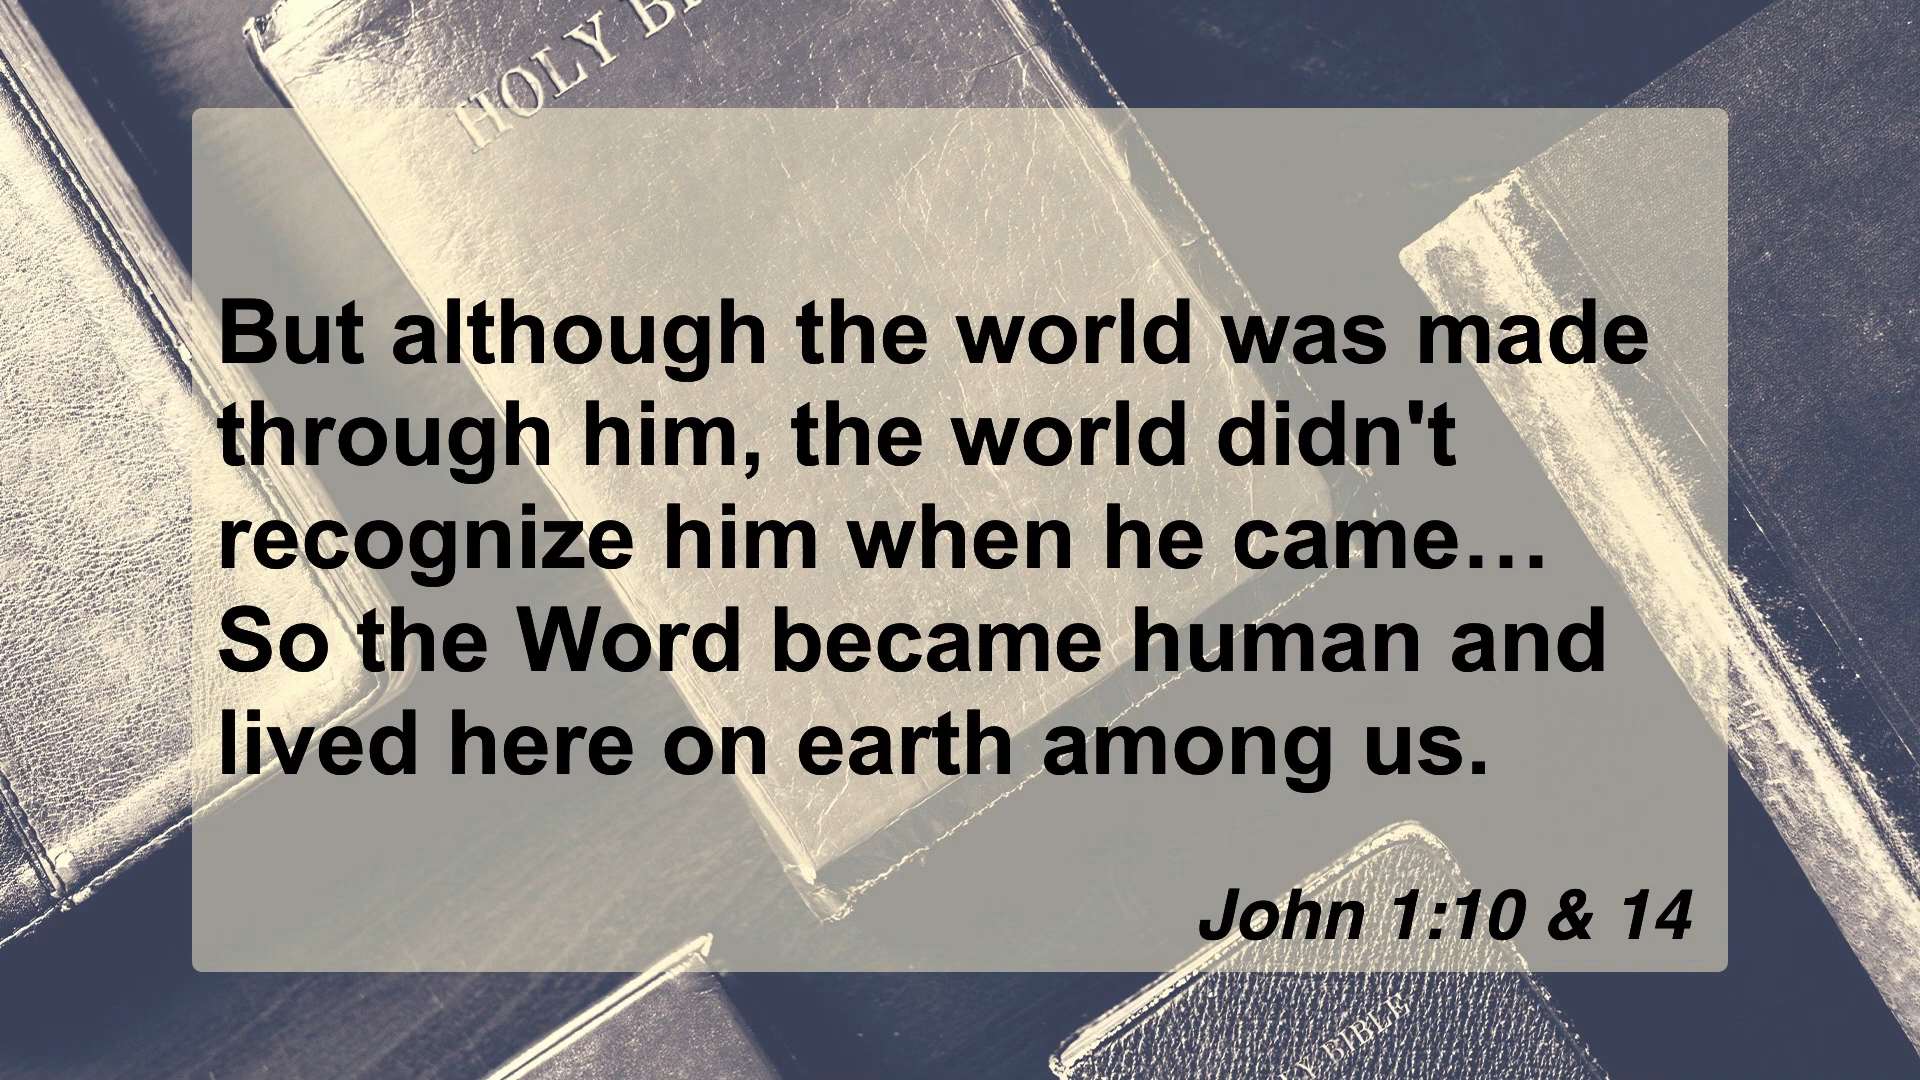 HOLY
But although the world was made
through him, the world didn't
recognize him when he came…
So the Word became human and
lived here on earth among us.
John 1:10 & 14
BIBLE